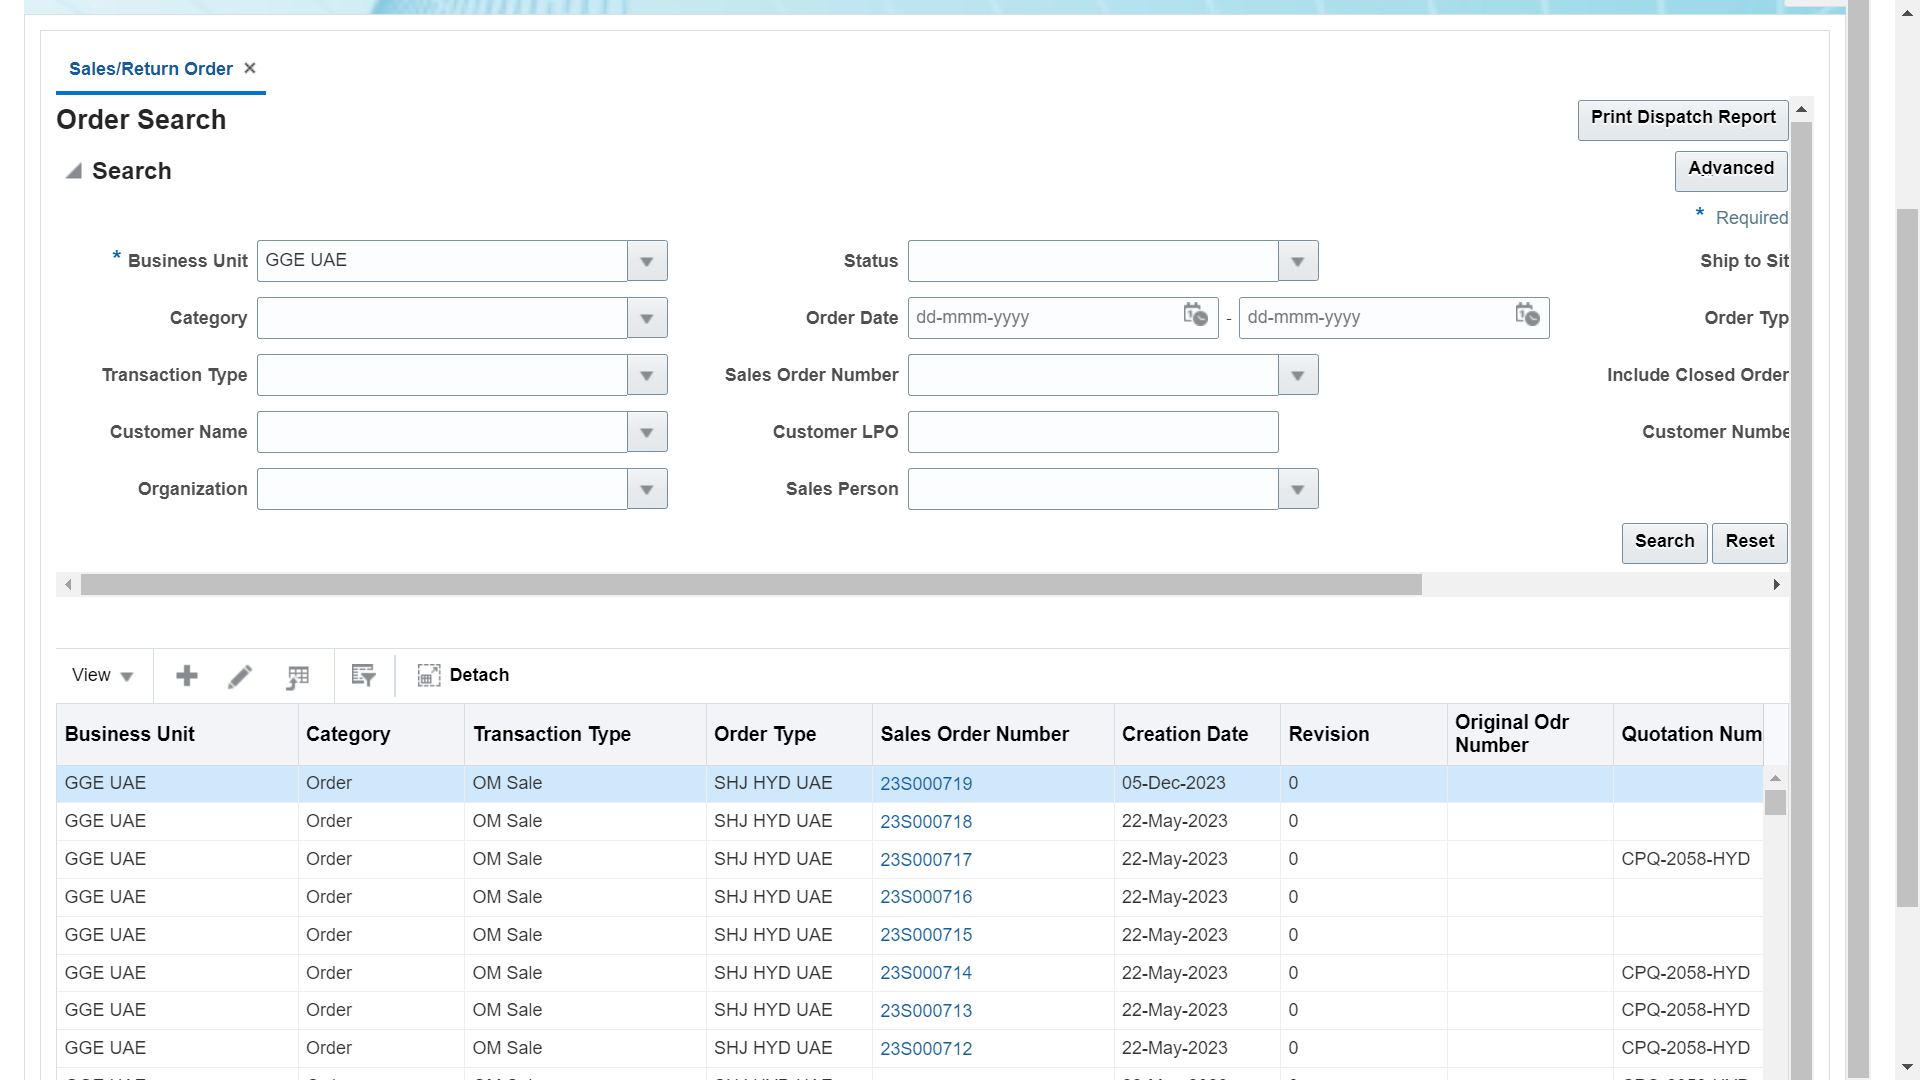 Sales/Return Order
Order Search
Print Dispatch Report
Search
Advanced
* Required
* Business Unit GGE UAE Status Ship to Sit
Category Order Date dd-mmm-yyyy - dd-mmm-yyyy Order Typ
Transaction Type Sales Order Number Include Closed Order
Customer Name Customer LPO Customer Numbe
Organization Sales Person
Search Reset
View Detach
Business Unit Category Transaction Type Order Type Sales Order Number Creation Date Revision Original Odr Number Quotation Num
GGE UAE Order OM Sale SHJ HYD UAE 23S000719 05-Dec-2023 0
GGE UAE Order OM Sale SHJ HYD UAE 23S000718 22-May-2023 0
GGE UAE Order OM Sale SHJ HYD UAE 23S000717 22-May-2023 0 CPQ-2058-HYD
GGE UAE Order OM Sale SHJ HYD UAE 23S000716 22-May-2023 0
GGE UAE Order OM Sale SHJ HYD UAE 23S000715 22-May-2023 0
GGE UAE Order OM Sale SHJ HYD UAE 23S000714 22-May-2023 0 CPQ-2058-HYD
GGE UAE Order OM Sale SHJ HYD UAE 23S000713 22-May-2023 0 CPQ-2058-HYD
GGE UAE Order OM Sale SHJ HYD UAE 23S000712 22-May-2023 0 CPQ-2058-HYD